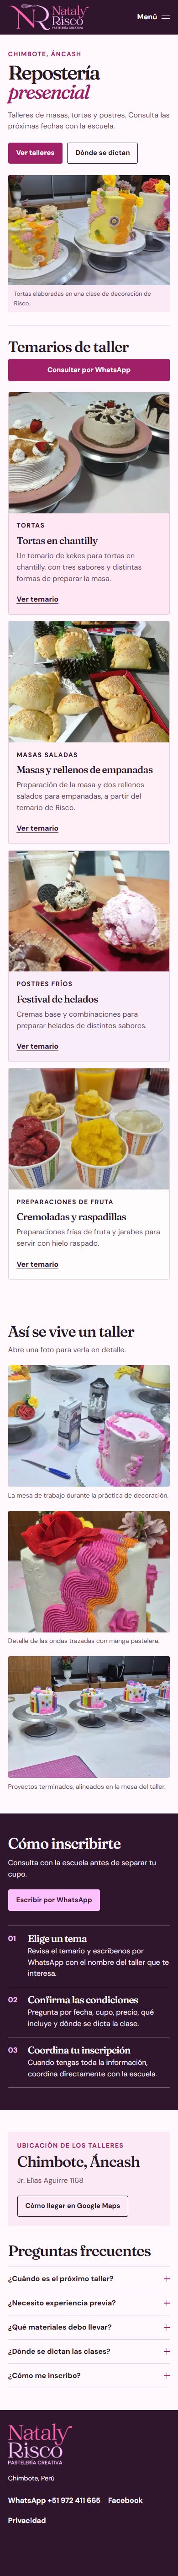 NR Nataly
Risco
PASTELERÍA CREATIVA
Menú
CHIMBOTE, ÁNCASH
Repostería
presencial
Talleres de masas, tortas y postres. Consulta las
próximas fechas con la escuela.
Ver talleres
Dónde se dictan
Tortas elaboradas en una clase de decoración de
Risco.
Temarios de taller
Consultar por WhatsApp
TORTAS
Tortas en chantilly
Un temario de kekes para tortas en
chantilly, con tres sabores y distintas
formas de preparar la masa.
Ver temario
MASAS SALADAS
Masas y rellenos de empanadas
Preparación de la masa y dos rellenos
salados para empanadas, a partir del
temario de Risco.
Ver temario
POSTRES FRÍOS
Festival de helados
Cremas base y combinaciones para
preparar helados de distintos sabores.
Ver temario
PREPARACIONES DE FRUTA
Cremoladas y raspadillas
Preparaciones frías de fruta y jarabes para
servir con hielo raspado.
Ver temario
Así se vive un taller
Abre una foto para verla en detalle.
La mesa de trabajo durante la práctica de decoración.
Detalle de las ondas trazadas con manga pastelera.
Proyectos terminados, alineados en la mesa del taller.
Cómo inscribirte
Consulta con la escuela antes de separar tu
cupo.
Escribir por WhatsApp
01 Elige un tema
Revisa el temario y escríbenos por
WhatsApp con el nombre del taller que te
interesa.
02 Confirma las condiciones
Pregunta por fecha, cupo, precio, qué
incluye y dónde se dicta la clase.
03 Coordina tu inscripción
Cuando tengas toda la información,
coordina directamente con la escuela.
UBICACIÓN DE LOS TALLERES
Chimbote, Áncash
Jr. Elías Aguirre 1168
Cómo llegar en Google Maps
Preguntas frecuentes
¿Cuándo es el próximo taller?
¿Necesito experiencia previa?
¿Qué materiales debo llevar?
¿Dónde se dictan las clases?
¿Cómo me inscribo?
Nataly
Risco
PASTELERÍA CREATIVA
Chimbote, Perú
WhatsApp +51 972 411 665
Facebook
Privacidad